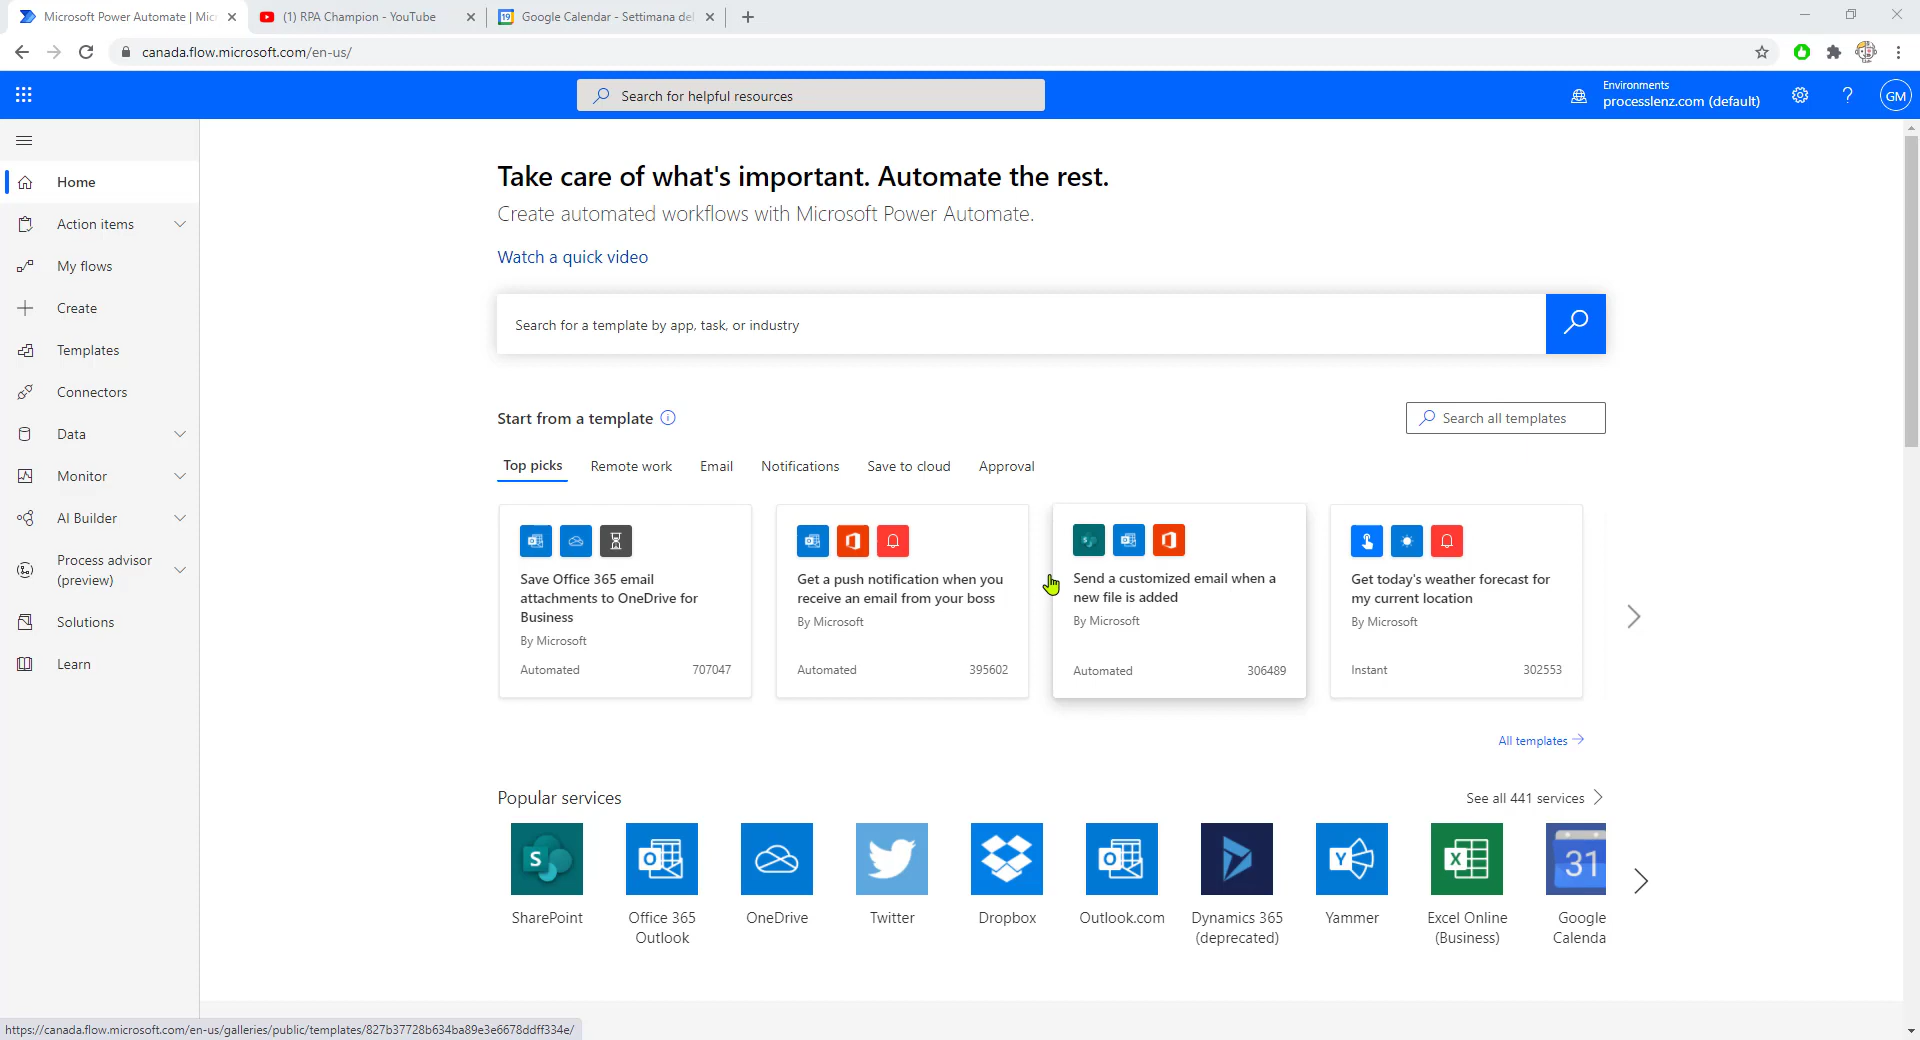 Microsoft Power Automate | Mic
(1) RPA Champion - YouTube
Google Calendar - Settimana del
canada.flow.microsoft.com/en-us/
Search for helpful resources
Environments
processlenz.com (default)
?
GM
Home
Action items
My flows
Create
Templates
Connectors
Data
Monitor
AI Builder
Process advisor
(preview)
Solutions
Learn
Take care of what's important. Automate the rest.
Create automated workflows with Microsoft Power Automate.
Watch a quick video
Search for a template by app, task, or industry
Start from a template
Search all templates
Top picks
Remote work
Email
Notifications
Save to cloud
Approval
Save Office 365 email
attachments to OneDrive for
Business
By Microsoft
Automated
707047
Get a push notification when you
receive an email from your boss
By Microsoft
Automated
395602
Send a customized email when a
new file is added
By Microsoft
Automated
306489
Get today's weather forecast for
my current location
By Microsoft
Instant
302553
All templates
Popular services
See all 441 services
SharePoint
Office 365
Outlook
OneDrive
Twitter
Dropbox
Outlook.com
Dynamics 365
(deprecated)
Yammer
Excel Online
(Business)
31
Google
Calenda
https://canada.flow.microsoft.com/en-us/galleries/public/templates/827b37728b634ba89e3e6678ddff334e/